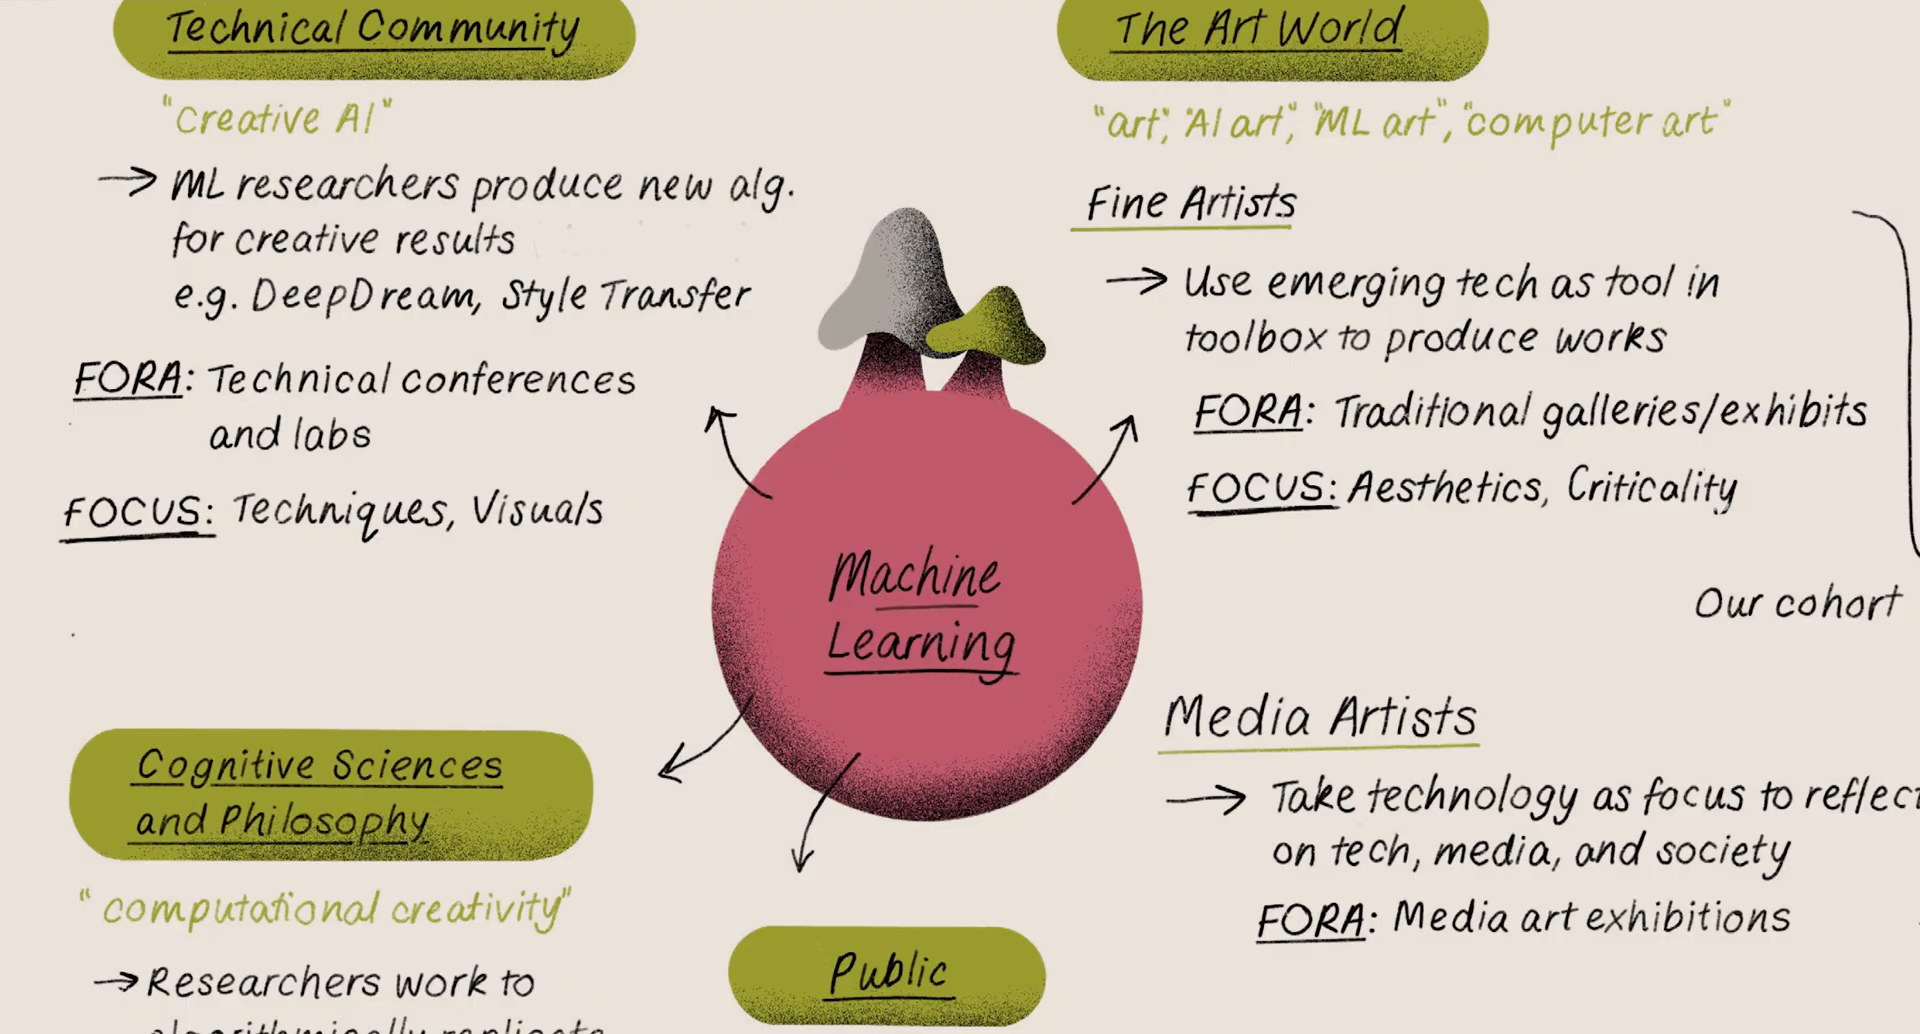 Technical Community
"creative AI"
→ ML researchers produce new alg.
for creative results
e.g. DeepDream, Style Transfer
FORA: Technical conferences
and labs
FOCUS: Techniques, Visuals
The Art World
"art", "AI art", "ML art", "computer art"
Fine Artists
→ Use emerging tech as tool in
toolbox to produce works
FORA: Traditional galleries/exhibits
FOCUS: Aesthetics, Criticality
Our cohort
Machine
Learning
Media Artists
→ Take technology as focus to reflect
on tech, media, and society
FORA: Media art exhibitions
Cognitive Sciences
and Philosophy
"computational creativity"
→ Researchers work to
algorithmically replicate
Public